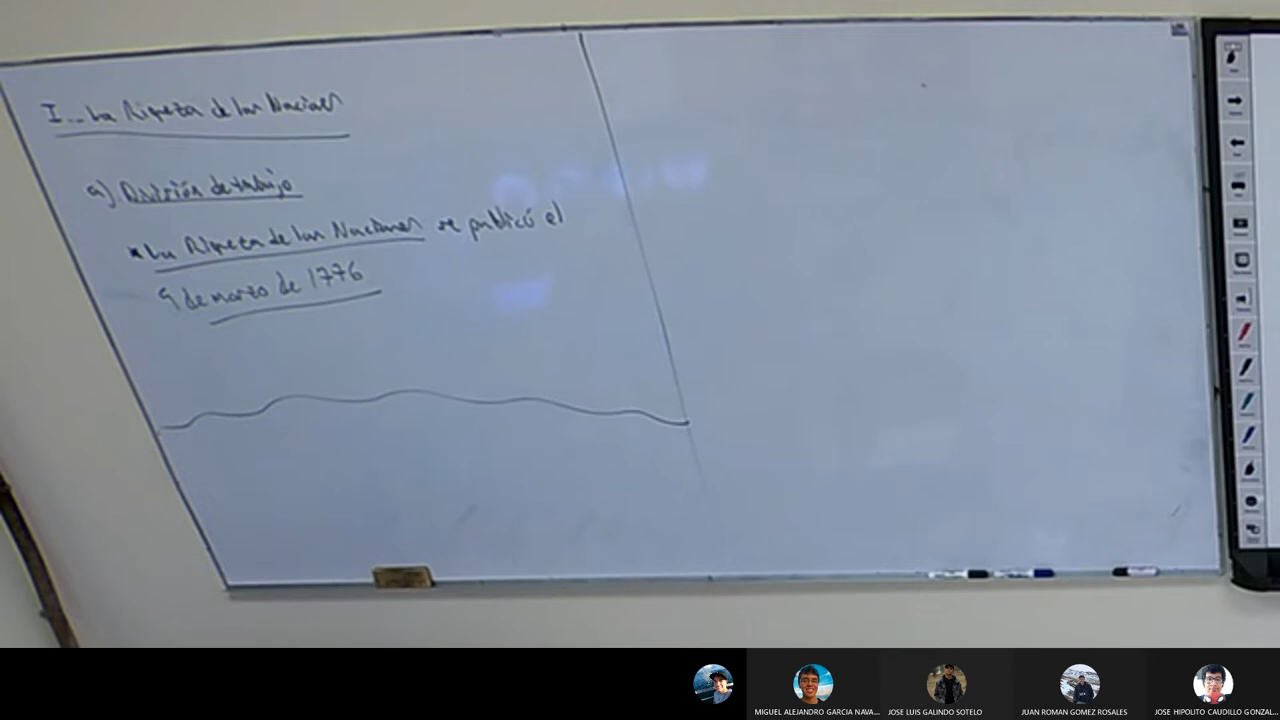 I.- La Riqueza de las Naciones
a) División de trabajo
*La Riqueza de las Naciones se publicó el
9 de marzo de 1776
MIGUEL ALEJANDRO GARCIA NAVA...
JOSE LUIS GALINDO SOTELO
JUAN ROMAN GOMEZ ROSALES
JOSE HIPOLITO CAUDILLO GONZAL...